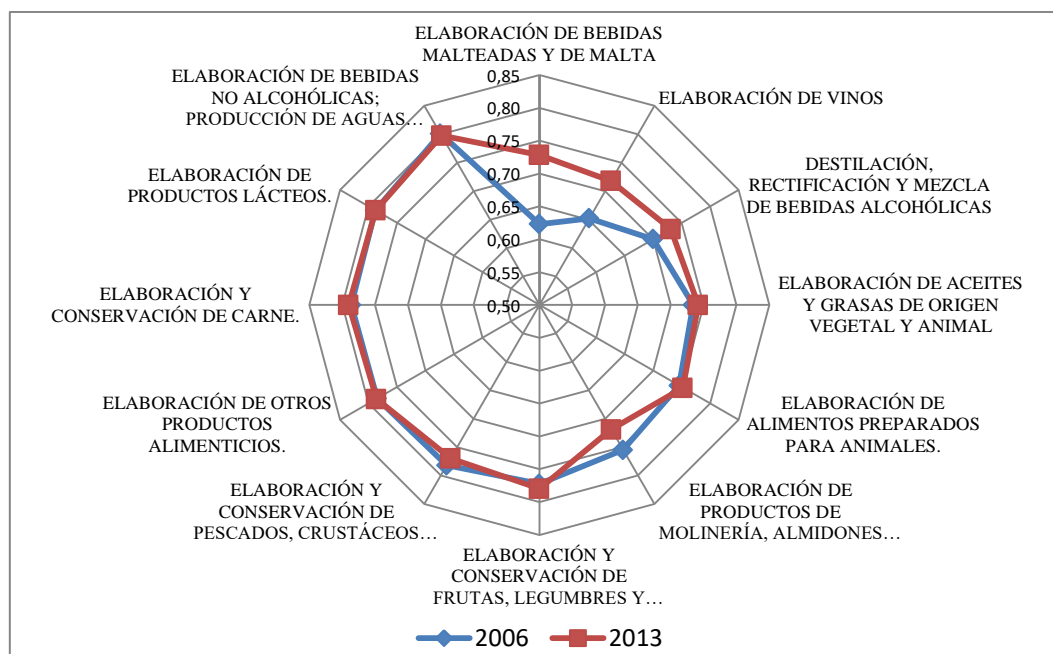 ELABORACIÓN DE BEBIDAS
MALTEADAS Y DE MALTA
ELABORACIÓN DE VINOS
DESTILACIÓN,
RECTIFICACIÓN Y MEZCLA
DE BEBIDAS ALCOHÓLICAS
ELABORACIÓN DE ACEITES
Y GRASAS DE ORIGEN
VEGETAL Y ANIMAL
ELABORACIÓN DE
ALIMENTOS PREPARADOS
PARA ANIMALES.
ELABORACIÓN DE
PRODUCTOS DE
MOLINERÍA, ALMIDONES…
ELABORACIÓN Y
CONSERVACIÓN DE
FRUTAS, LEGUMBRES Y…
ELABORACIÓN Y
CONSERVACIÓN DE
PESCADOS, CRUSTÁCEOS…
ELABORACIÓN DE OTROS
PRODUCTOS
ALIMENTICIOS.
ELABORACIÓN Y
CONSERVACIÓN DE CARNE.
ELABORACIÓN DE
PRODUCTOS LÁCTEOS.
ELABORACIÓN DE BEBIDAS
NO ALCOHÓLICAS;
PRODUCCIÓN DE AGUAS…
0,85
0,80
0,75
0,70
0,65
0,60
0,55
0,50
2006
2013